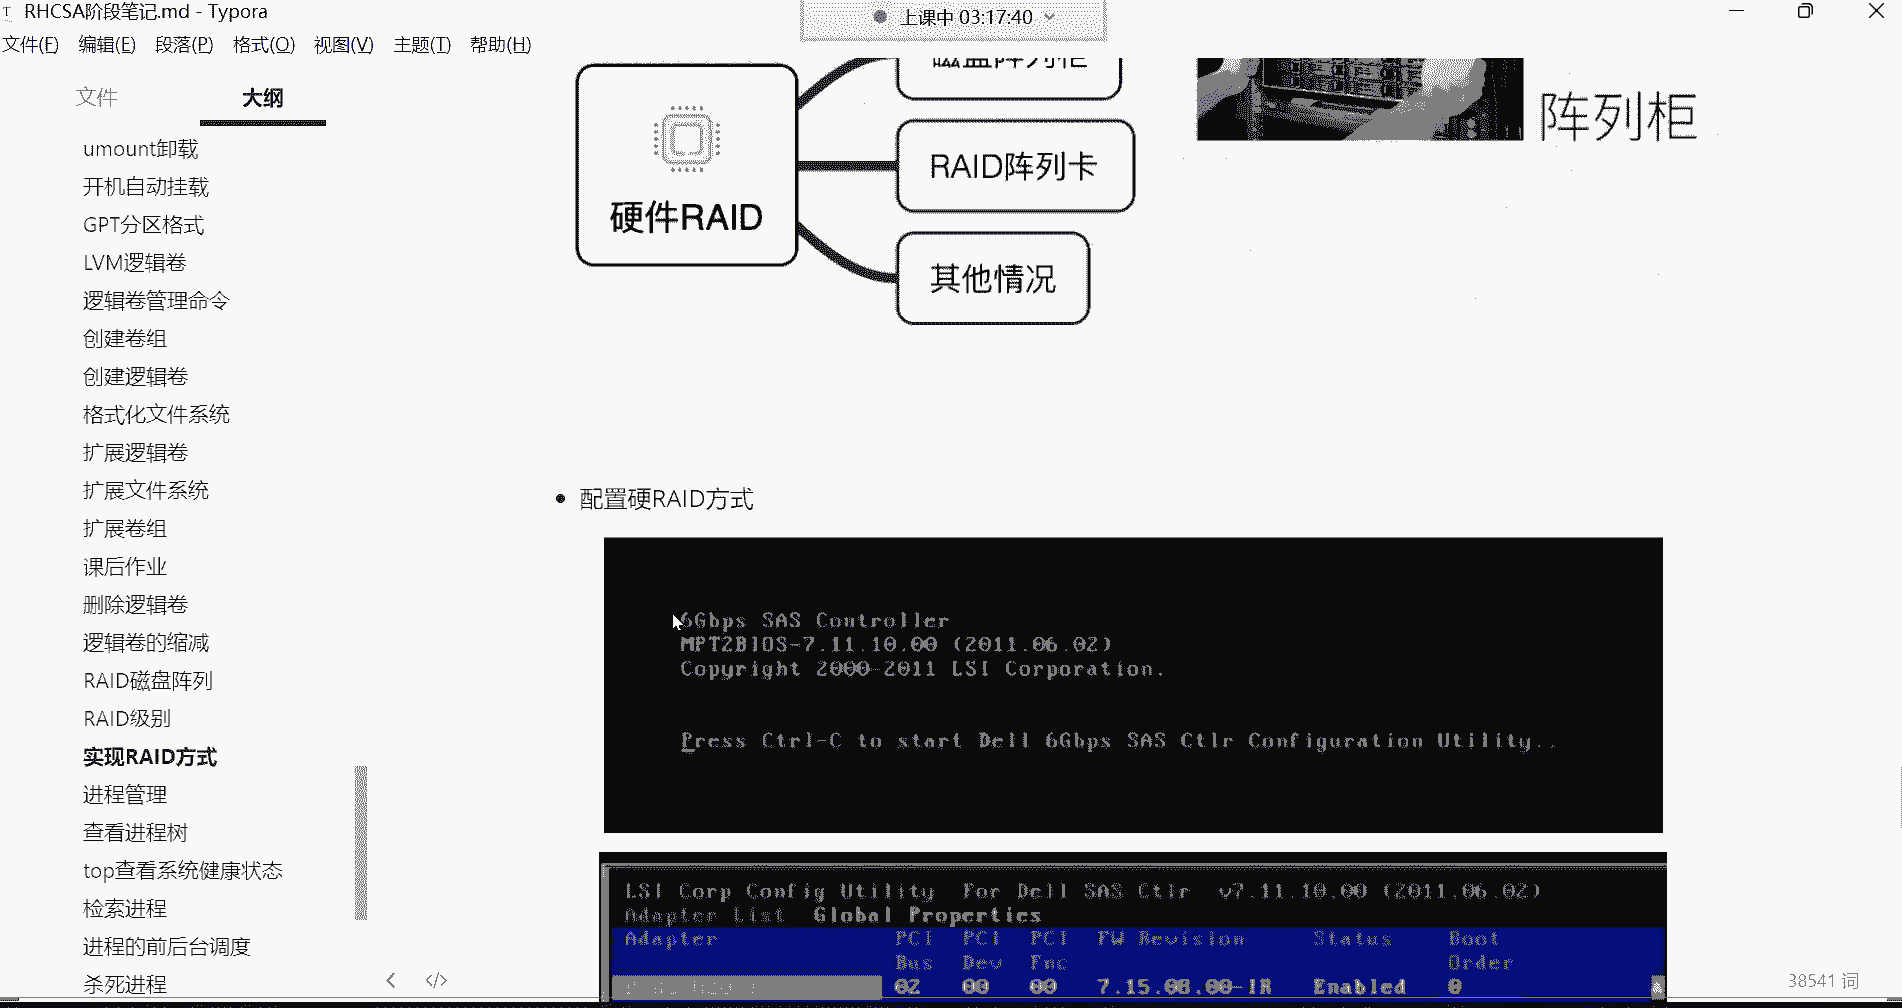 RHCSA阶段笔记.md - Typora
上课中 03:17:40
文件(F) 编辑(E) 段落(P) 格式(O) 视图(V) 主题(T) 帮助(H)
文件 大纲
umount卸载
开机自动挂载
GPT分区格式
LVM逻辑卷
逻辑卷管理命令
创建卷组
创建逻辑卷
格式化文件系统
扩展逻辑卷
扩展文件系统
扩展卷组
课后作业
删除逻辑卷
逻辑卷的缩减
RAID磁盘阵列
RAID级别
实现RAID方式
进程管理
查看进程树
top查看系统健康状态
检索进程
进程的前后台调度
杀死进程
磁盘阵列柜
硬件RAID
RAID阵列卡
其他情况
阵列柜
配置硬RAID方式
6Gbps SAS Controller
MPT2BIOS-7.11.10.00 (2011.06.02)
Copyright 2000-2011 LSI Corporation.
Press Ctrl-C to start Dell 6Gbps SAS Ctlr Configuration Utility..
LSI Corp Config Utility For Dell SAS Ctlr v7.11.10.00 (2011.06.02)
Adapter List Global Properties
Adapter PCI PCI PCI FW Revision Status Boot
Bus Dev Fnc Order
02 00 00 7.15.08.00-IR Enabled 0
38541 词